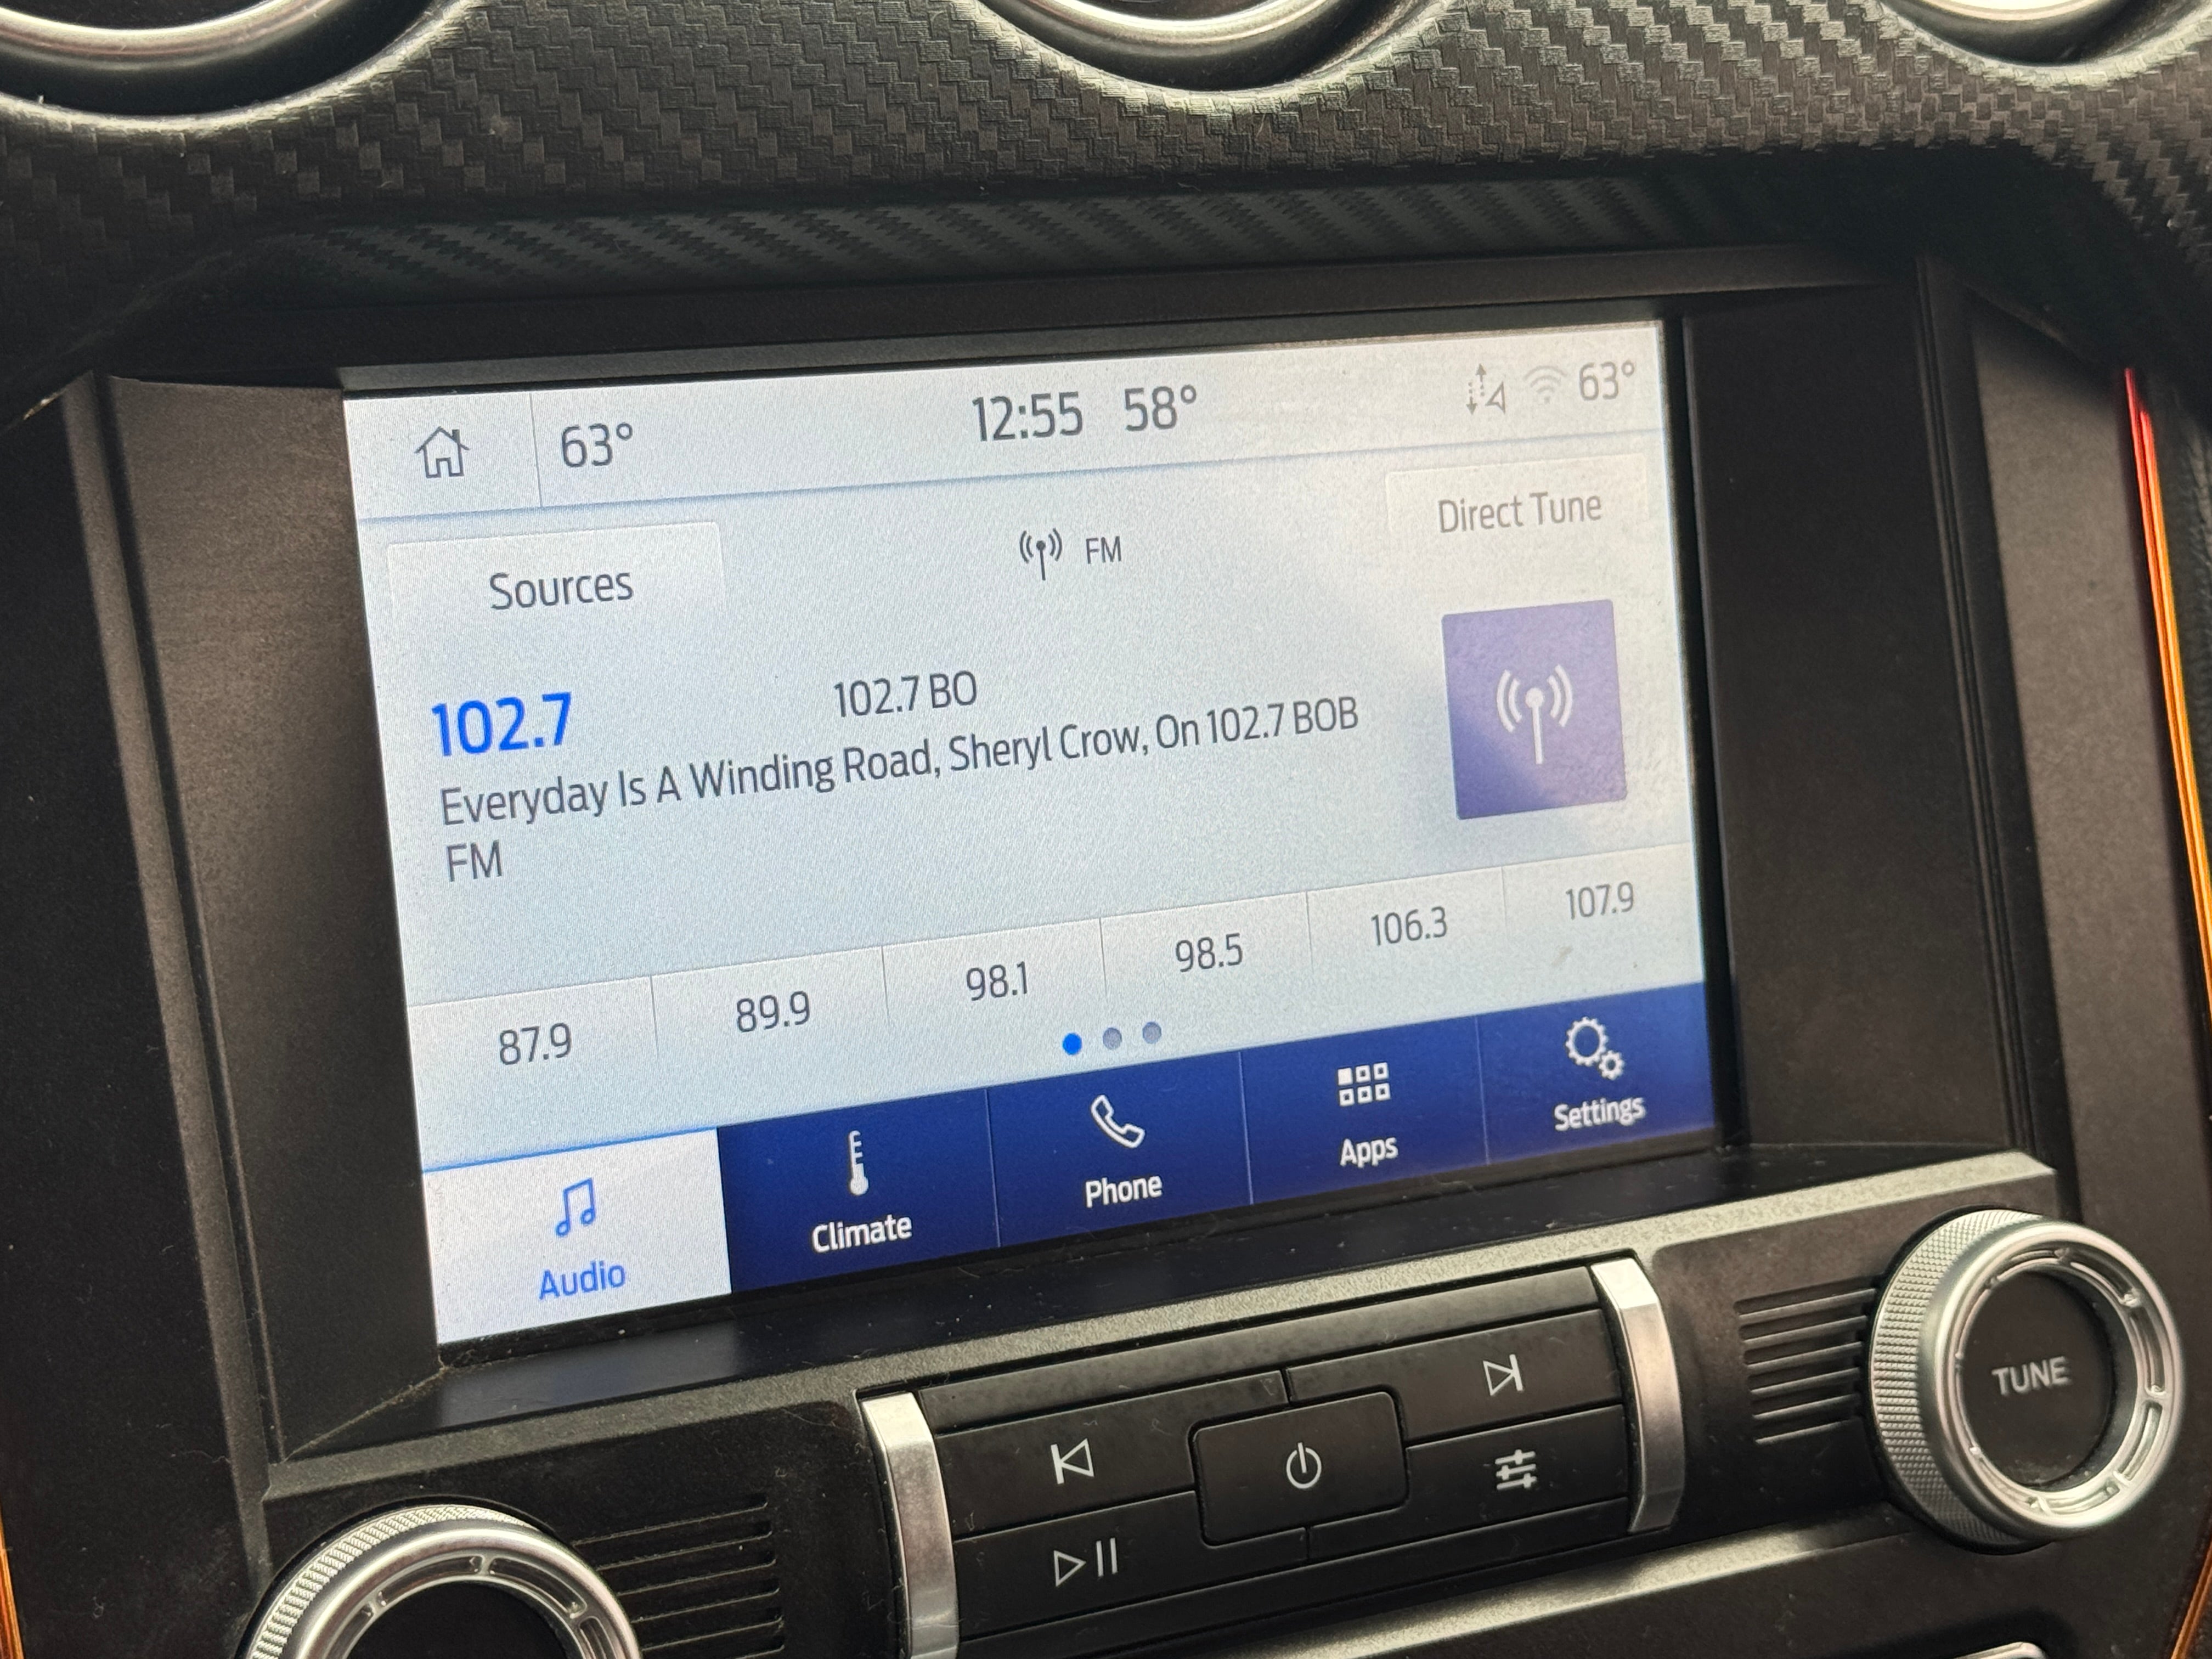 63° 12:55 58° 63°
Sources FM Direct Tune
102.7 102.7 BO
Everyday Is A Winding Road, Sheryl Crow, On 102.7 BOB
FM
87.9 89.9 98.1 98.5 106.3 107.9
Audio Climate Phone Apps Settings
TUNE